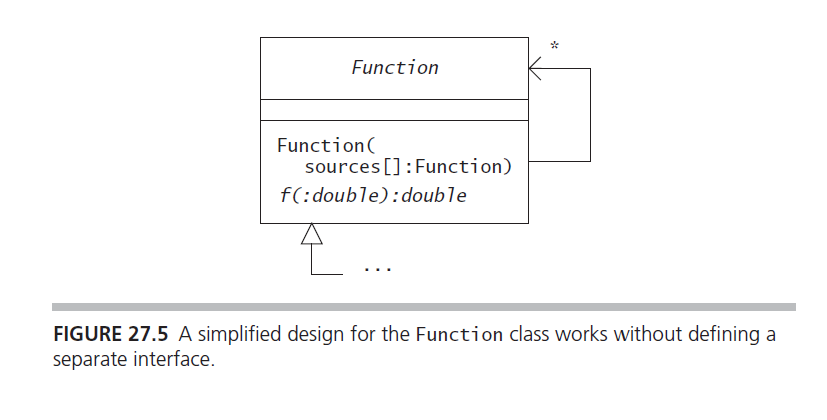 *
Function
Function(
sources[]:Function)
f(:double):double
...
FIGURE 27.5 A simplified design for the Function class works without defining a
separate interface.